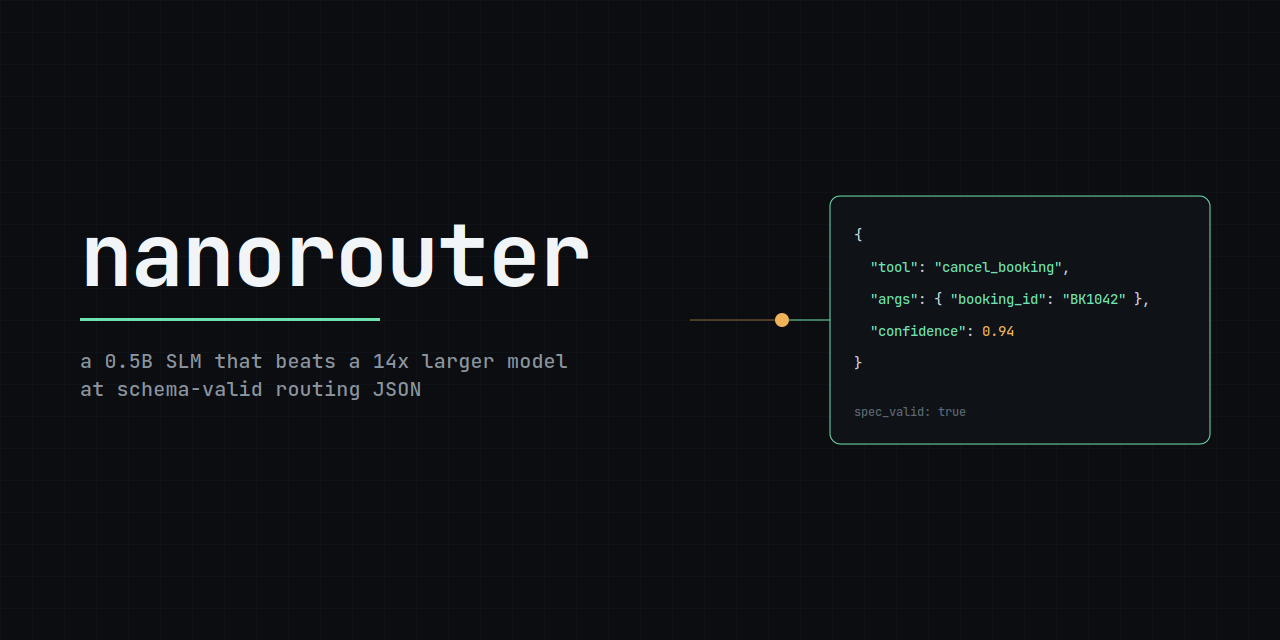 nanorouter
a 0.5B SLM that beats a 14x larger model
at schema-valid routing JSON
{
"tool": "cancel_booking",
"args": { "booking_id": "BK1042" },
"confidence": 0.94
}
spec_valid: true